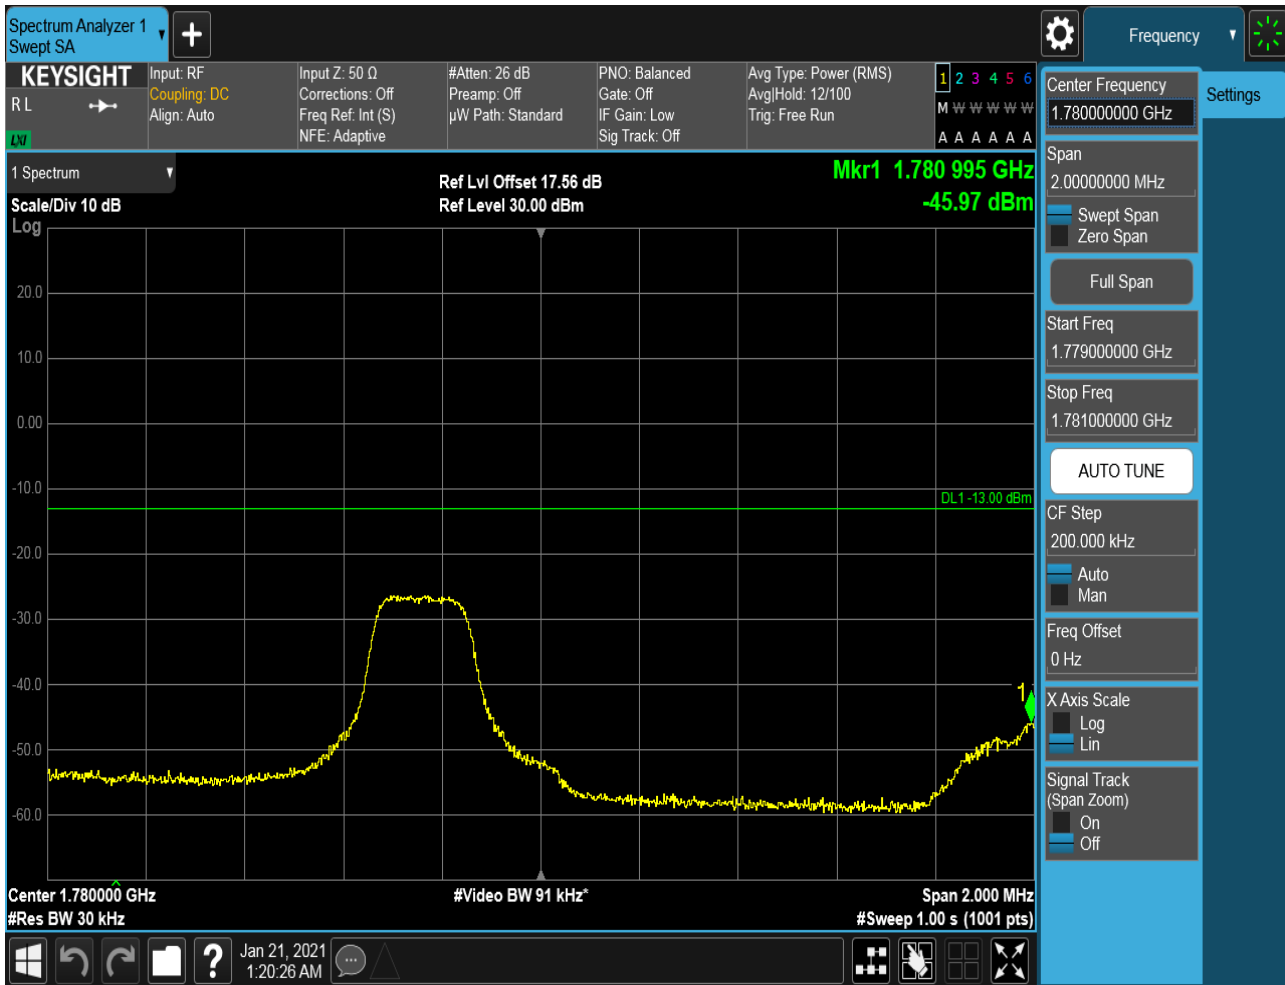 Spectrum Analyzer 1
Swept SA
+
Frequency
KEYSIGHT
R L
LXI
Input: RF
Coupling: DC
Align: Auto
Input Z: 50 Ω
Corrections: Off
Freq Ref: Int (S)
NFE: Adaptive
#Atten: 26 dB
Preamp: Off
µW Path: Standard
PNO: Balanced
Gate: Off
IF Gain: Low
Sig Track: Off
Avg Type: Power (RMS)
Avg|Hold: 12/100
Trig: Free Run
1 2 3 4 5 6
M W W W W W
A A A A A A
1 Spectrum
Scale/Div 10 dB
Log
Ref Lvl Offset 17.56 dB
Ref Level 30.00 dBm
Mkr1 1.780 995 GHz
-45.97 dBm
20.0
10.0
0.00
-10.0
DL1 -13.00 dBm
-20.0
-30.0
-40.0
1
-50.0
-60.0
Center 1.780000 GHz
#Video BW 91 kHz*
Span 2.000 MHz
#Res BW 30 kHz
#Sweep 1.00 s (1001 pts)
?
Jan 21, 2021
1:20:26 AM
Center Frequency
1.780000000 GHz
Settings
Span
2.00000000 MHz
Swept Span
Zero Span
Full Span
Start Freq
1.779000000 GHz
Stop Freq
1.781000000 GHz
AUTO TUNE
CF Step
200.000 kHz
Auto
Man
Freq Offset
0 Hz
X Axis Scale
Log
Lin
Signal Track
(Span Zoom)
On
Off